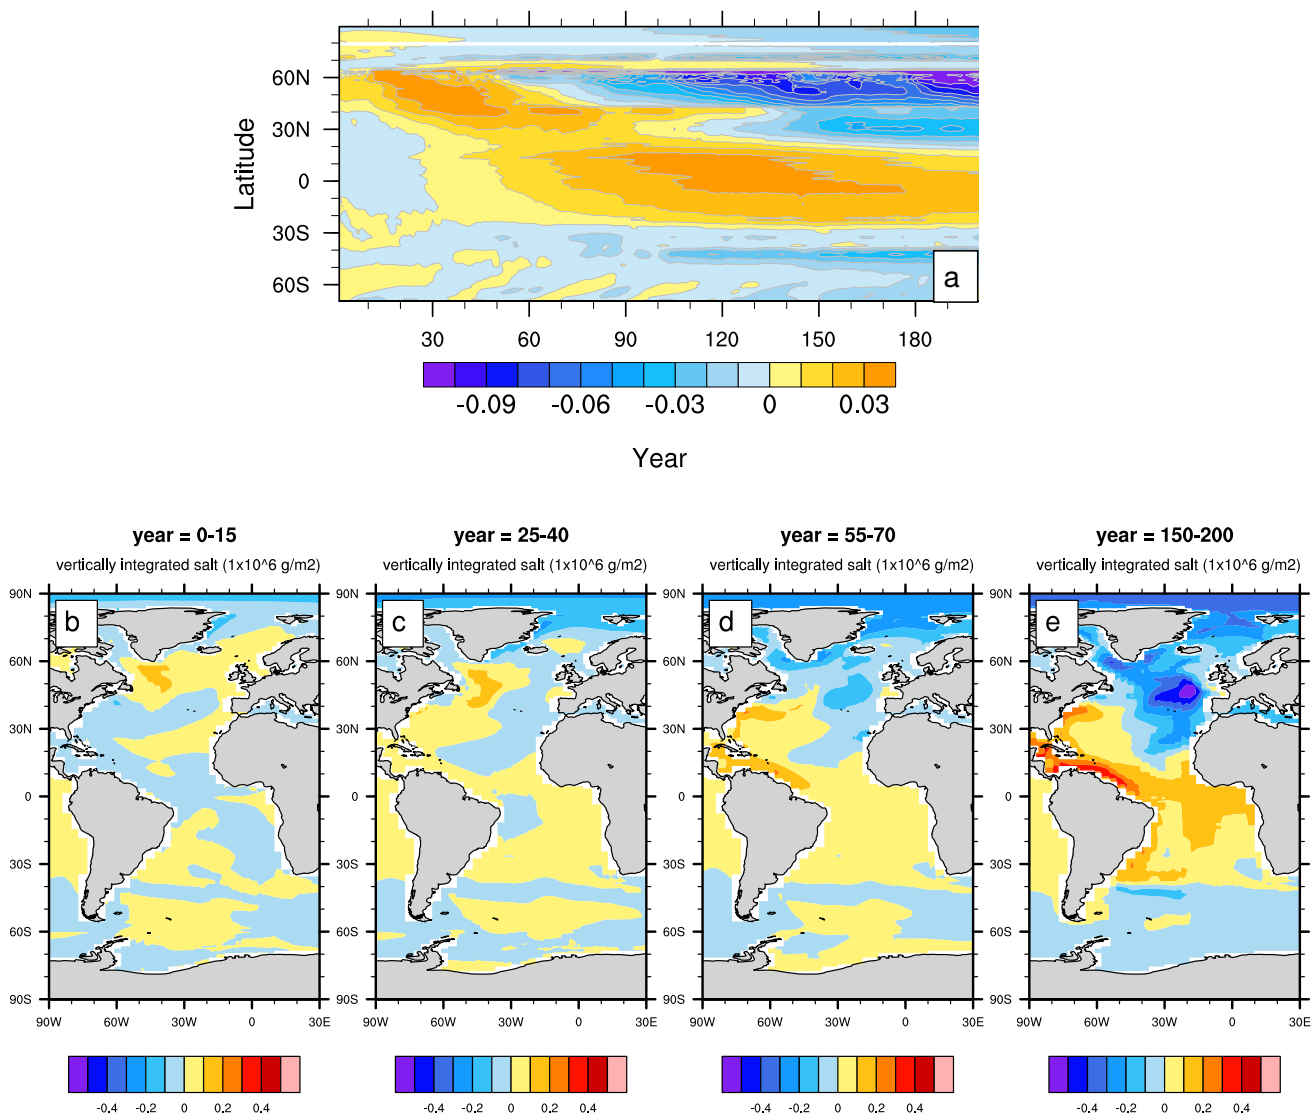 60N
30N
0
30S
60S
Latitude
a
30 60 90 120 150 180
-0.09 -0.06 -0.03 0 0.03
Year
year = 0-15 year = 25-40 year = 55-70 year = 150-200
vertically integrated salt (1x10^6 g/m2) vertically integrated salt (1x10^6 g/m2) vertically integrated salt (1x10^6 g/m2) vertically integrated salt (1x10^6 g/m2)
90N 90N 90N 90N
b c d e
60N 60N 60N 60N
30N 30N 30N 30N
0 0 0 0
30S 30S 30S 30S
60S 60S 60S 60S
90S 90S 90S 90S
90W 60W 30W 0 30E 90W 60W 30W 0 30E 90W 60W 30W 0 30E 90W 60W 30W 0 30E
-0.4 -0.2 0 0.2 0.4 -0.4 -0.2 0 0.2 0.4 -0.4 -0.2 0 0.2 0.4 -0.4 -0.2 0 0.2 0.4